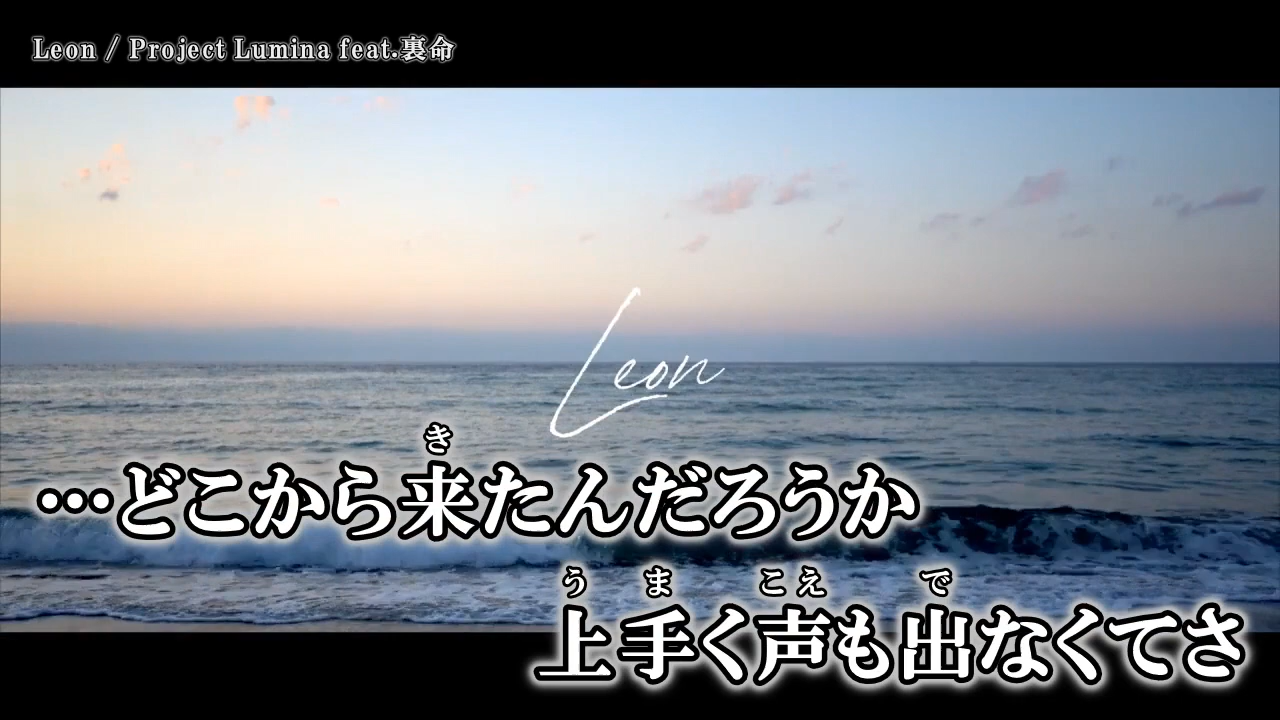 Leon / Project Lumina feat.裏命
Leon
き
…どこから来たんだろうか
うま こえ で
上手く声も出なくてさ